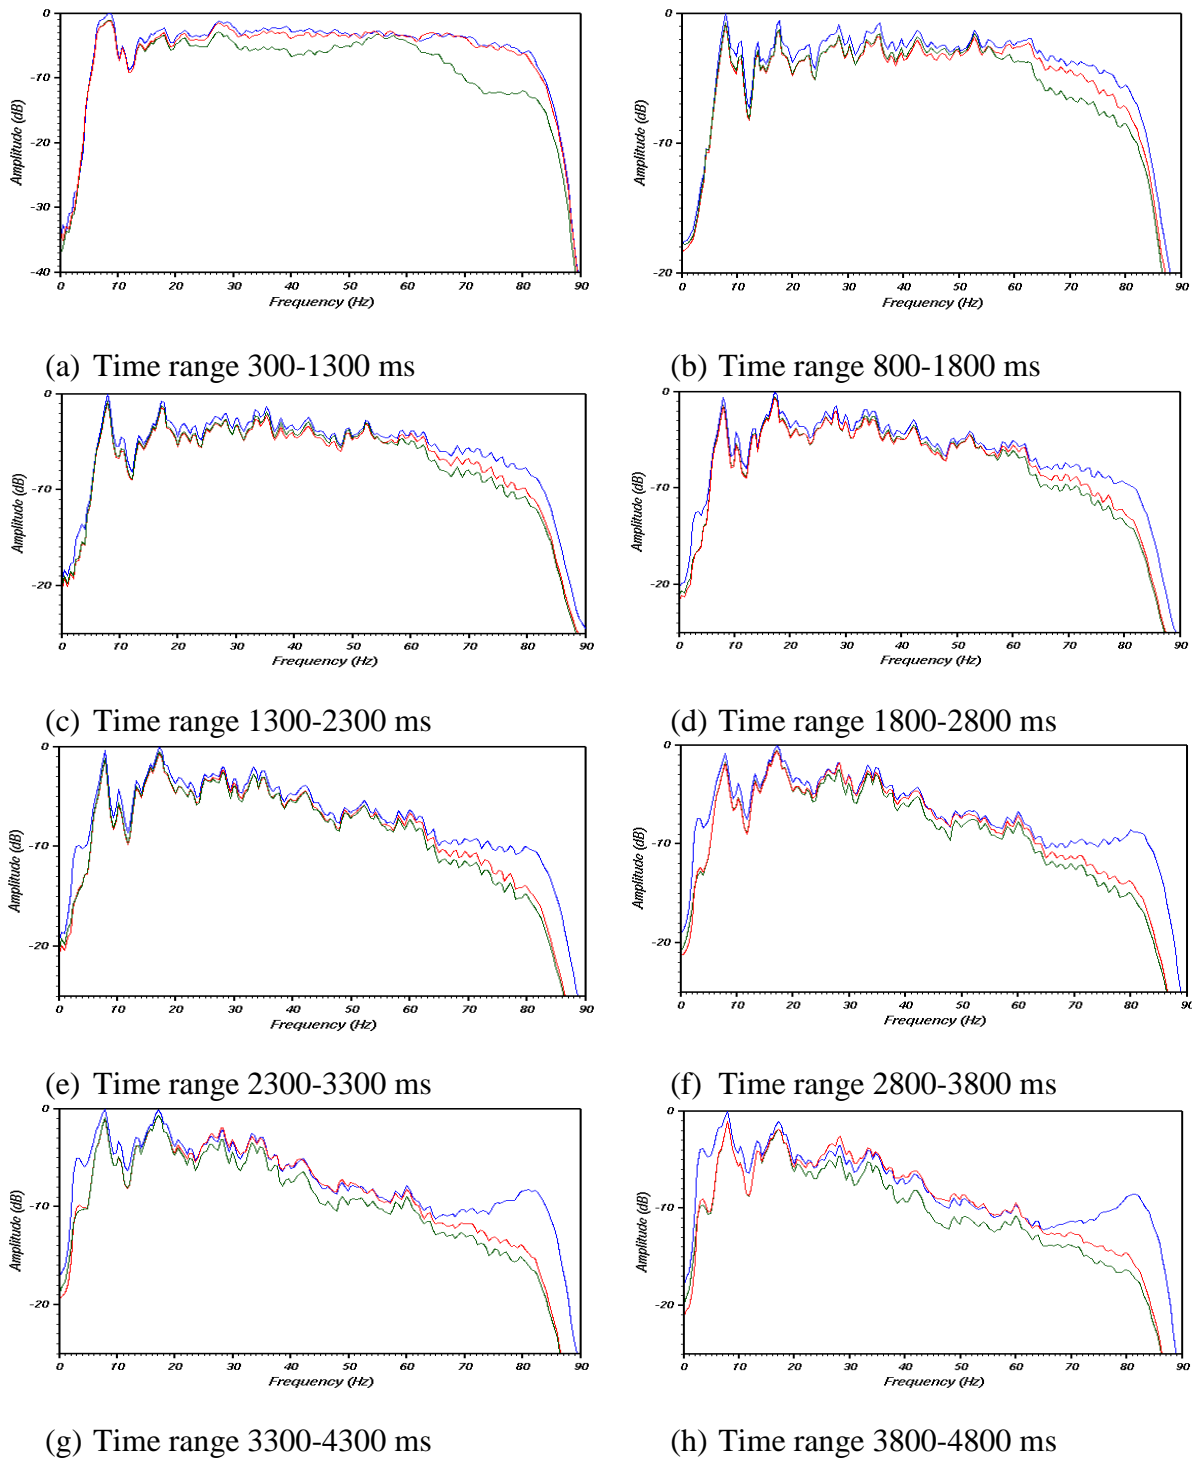 0
-10
-20
-30
-40
Amplitude (dB)
0 10 20 30 40 50 60 70 80 90
Frequency (Hz)
0
-10
-20
Amplitude (dB)
0 10 20 30 40 50 60 70 80 90
Frequency (Hz)
(a) Time range 300-1300 ms
(b) Time range 800-1800 ms
0
-10
-20
Amplitude (dB)
0 10 20 30 40 50 60 70 80 90
Frequency (Hz)
0
-10
-20
Amplitude (dB)
0 10 20 30 40 50 60 70 80 90
Frequency (Hz)
(c) Time range 1300-2300 ms
(d) Time range 1800-2800 ms
0
-10
-20
Amplitude (dB)
0 10 20 30 40 50 60 70 80 90
Frequency (Hz)
0
-10
-20
Amplitude (dB)
0 10 20 30 40 50 60 70 80 90
Frequency (Hz)
(e) Time range 2300-3300 ms
(f) Time range 2800-3800 ms
0
-10
-20
Amplitude (dB)
0 10 20 30 40 50 60 70 80 90
Frequency (Hz)
0
-10
-20
Amplitude (dB)
0 10 20 30 40 50 60 70 80 90
Frequency (Hz)
(g) Time range 3300-4300 ms
(h) Time range 3800-4800 ms